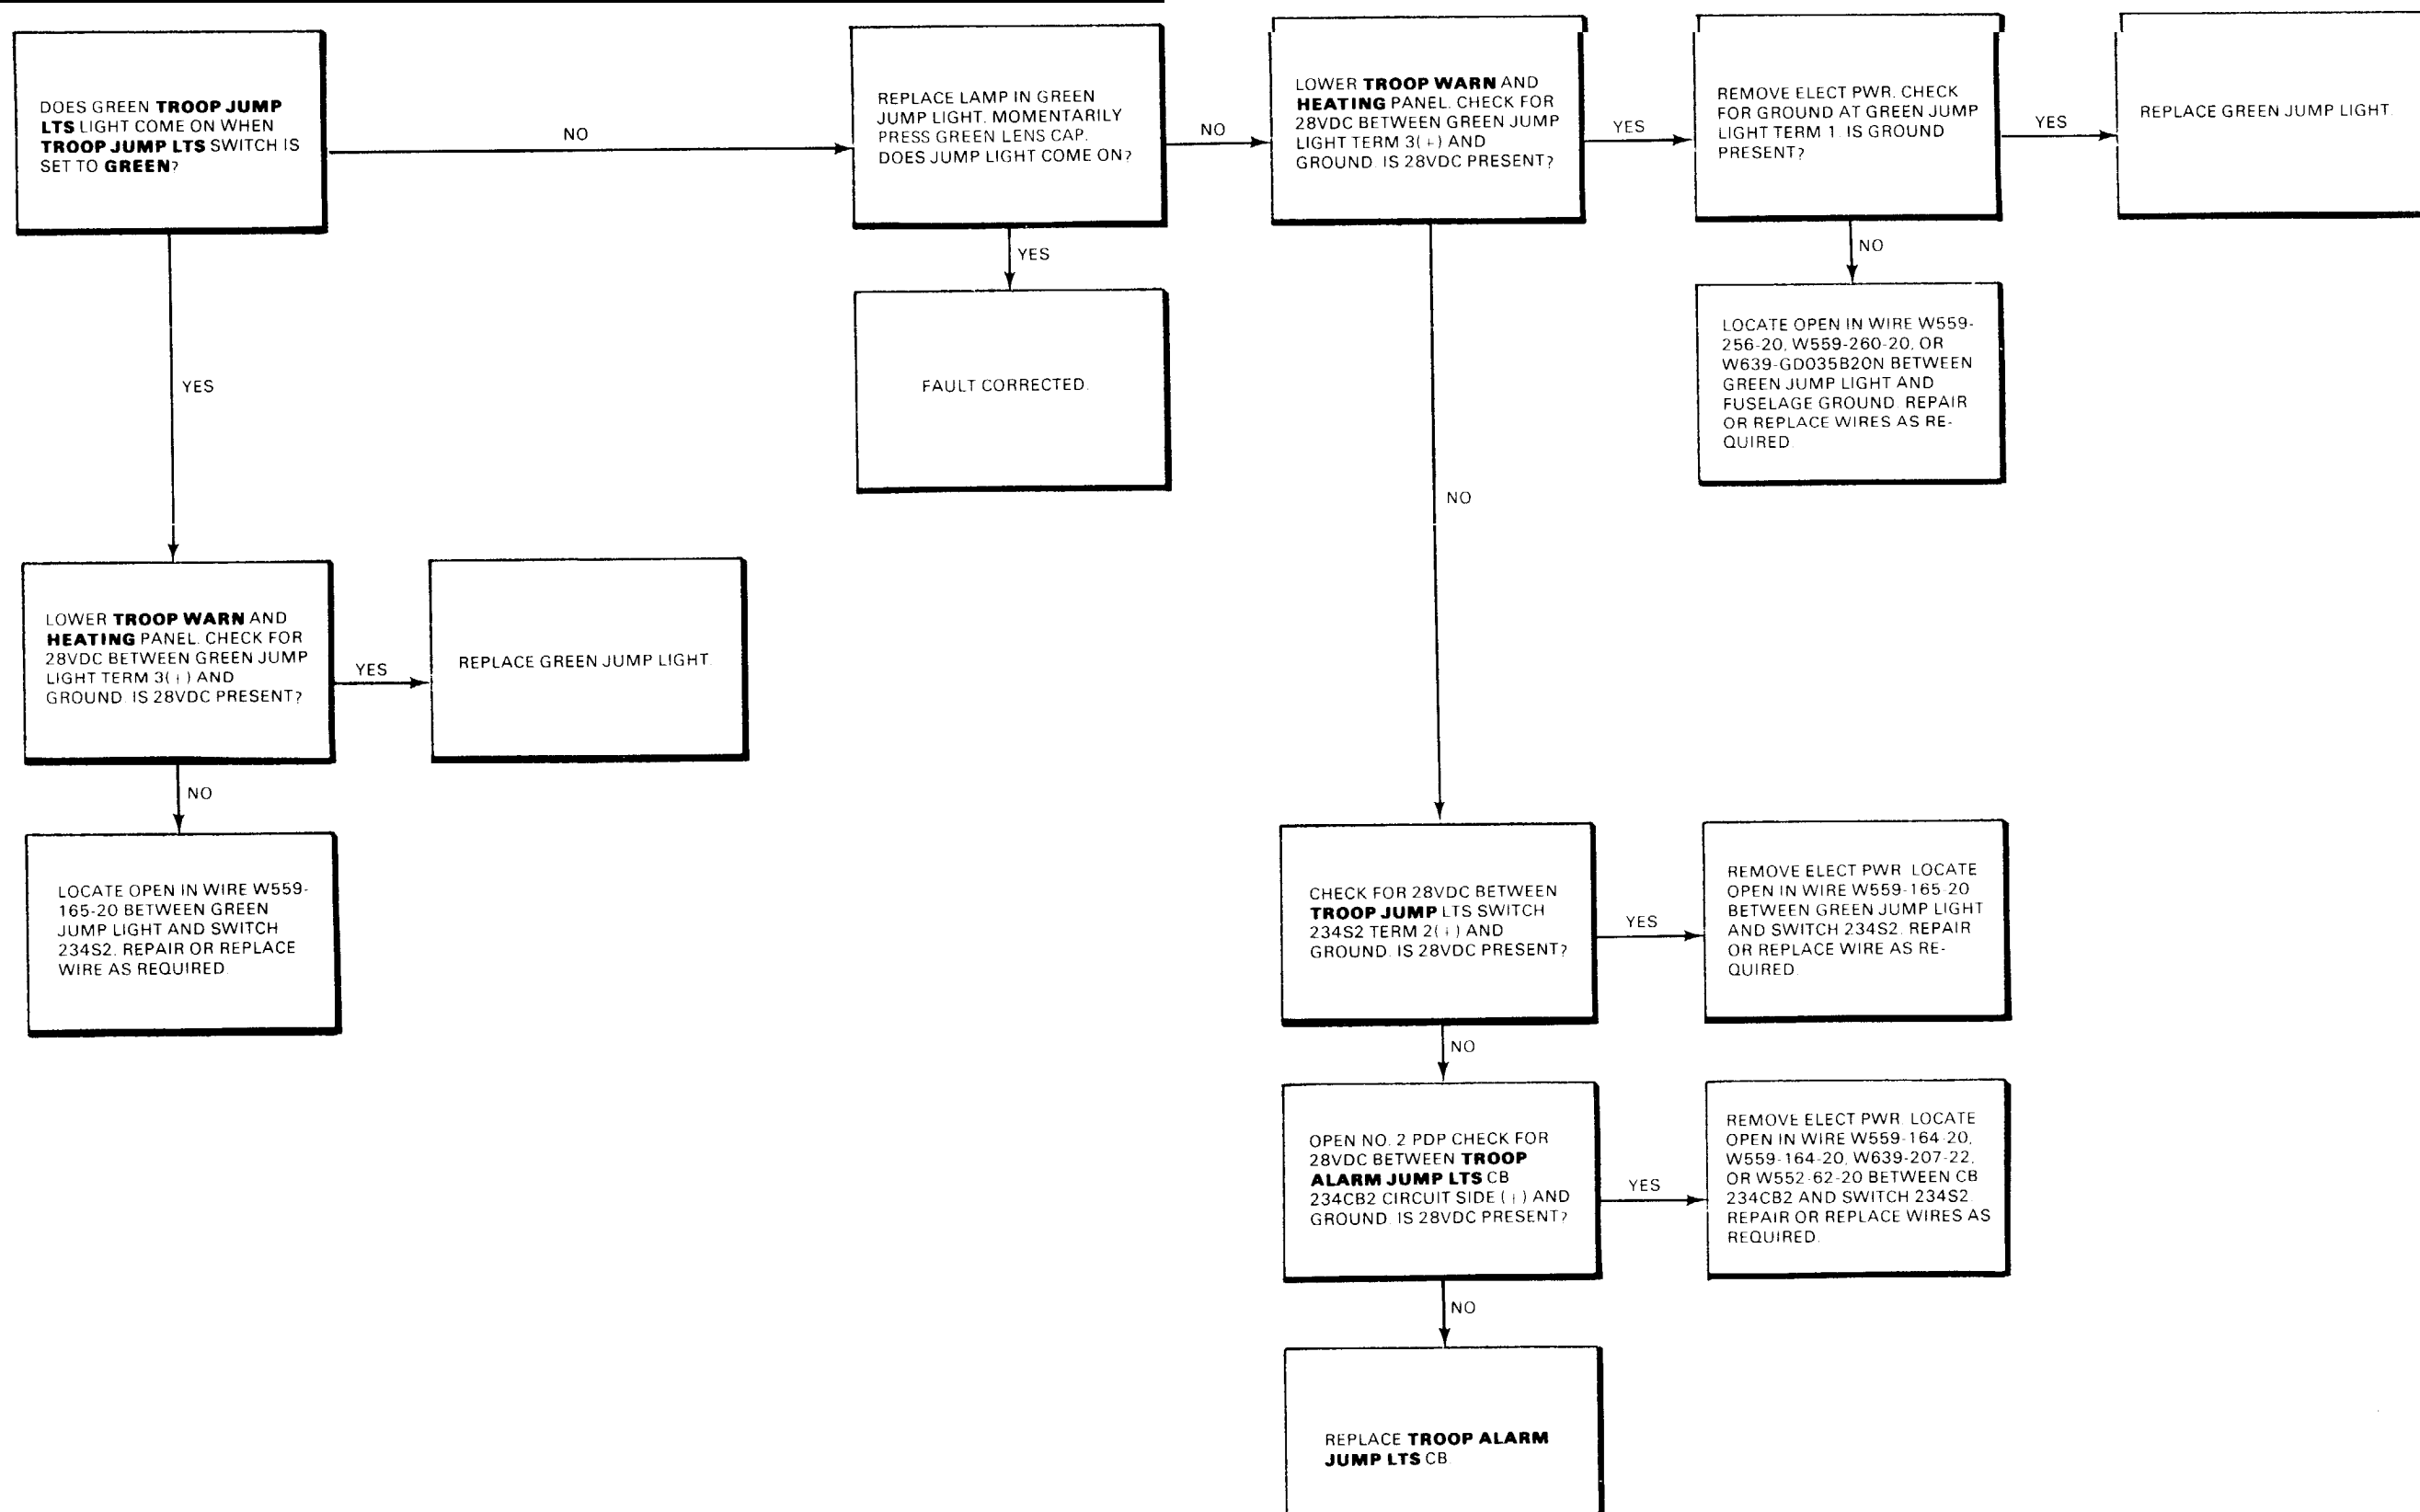 DOES GREEN TROOP JUMP
LTS LIGHT COME ON WHEN
TROOP JUMP LTS SWITCH IS
SET TO GREEN?
NO
REPLACE LAMP IN GREEN
JUMP LIGHT. MOMENTARILY
PRESS GREEN LENS CAP.
DOES JUMP LIGHT COME ON?
NO
LOWER TROOP WARN AND
HEATING PANEL. CHECK FOR
28VDC BETWEEN GREEN JUMP
LIGHT TERM 3(+) AND
GROUND. IS 28VDC PRESENT?
YES
REMOVE ELECT PWR. CHECK
FOR GROUND AT GREEN JUMP
LIGHT TERM 1. IS GROUND
PRESENT?
YES
REPLACE GREEN JUMP LIGHT.
YES
FAULT CORRECTED.
NO
LOCATE OPEN IN WIRE W559-
256-20, W559-260-20, OR
W639-GD035B20N BETWEEN
GREEN JUMP LIGHT AND
FUSELAGE GROUND. REPAIR
OR REPLACE WIRES AS RE-
QUIRED.
YES
NO
LOWER TROOP WARN AND
HEATING PANEL. CHECK FOR
28VDC BETWEEN GREEN JUMP
LIGHT TERM 3(+) AND
GROUND. IS 28VDC PRESENT?
YES
REPLACE GREEN JUMP LIGHT.
NO
LOCATE OPEN IN WIRE W559-
165-20 BETWEEN GREEN
JUMP LIGHT AND SWITCH
234S2. REPAIR OR REPLACE
WIRE AS REQUIRED.
CHECK FOR 28VDC BETWEEN
TROOP JUMP LTS SWITCH
234S2 TERM 2(+) AND
GROUND. IS 28VDC PRESENT?
YES
REMOVE ELECT PWR. LOCATE
OPEN IN WIRE W559-165-20
BETWEEN GREEN JUMP LIGHT
AND SWITCH 234S2. REPAIR
OR REPLACE WIRE AS RE-
QUIRED.
NO
OPEN NO. 2 PDP CHECK FOR
28VDC BETWEEN TROOP
ALARM JUMP LTS CB
234CB2 CIRCUIT SIDE (+) AND
GROUND. IS 28VDC PRESENT?
YES
REMOVE ELECT PWR. LOCATE
OPEN IN WIRE W559-164-20,
W559-164-20, W639-207-22,
OR W552-62-20 BETWEEN CB
234CB2 AND SWITCH 234S2.
REPAIR OR REPLACE WIRES AS
REQUIRED.
NO
REPLACE TROOP ALARM
JUMP LTS CB